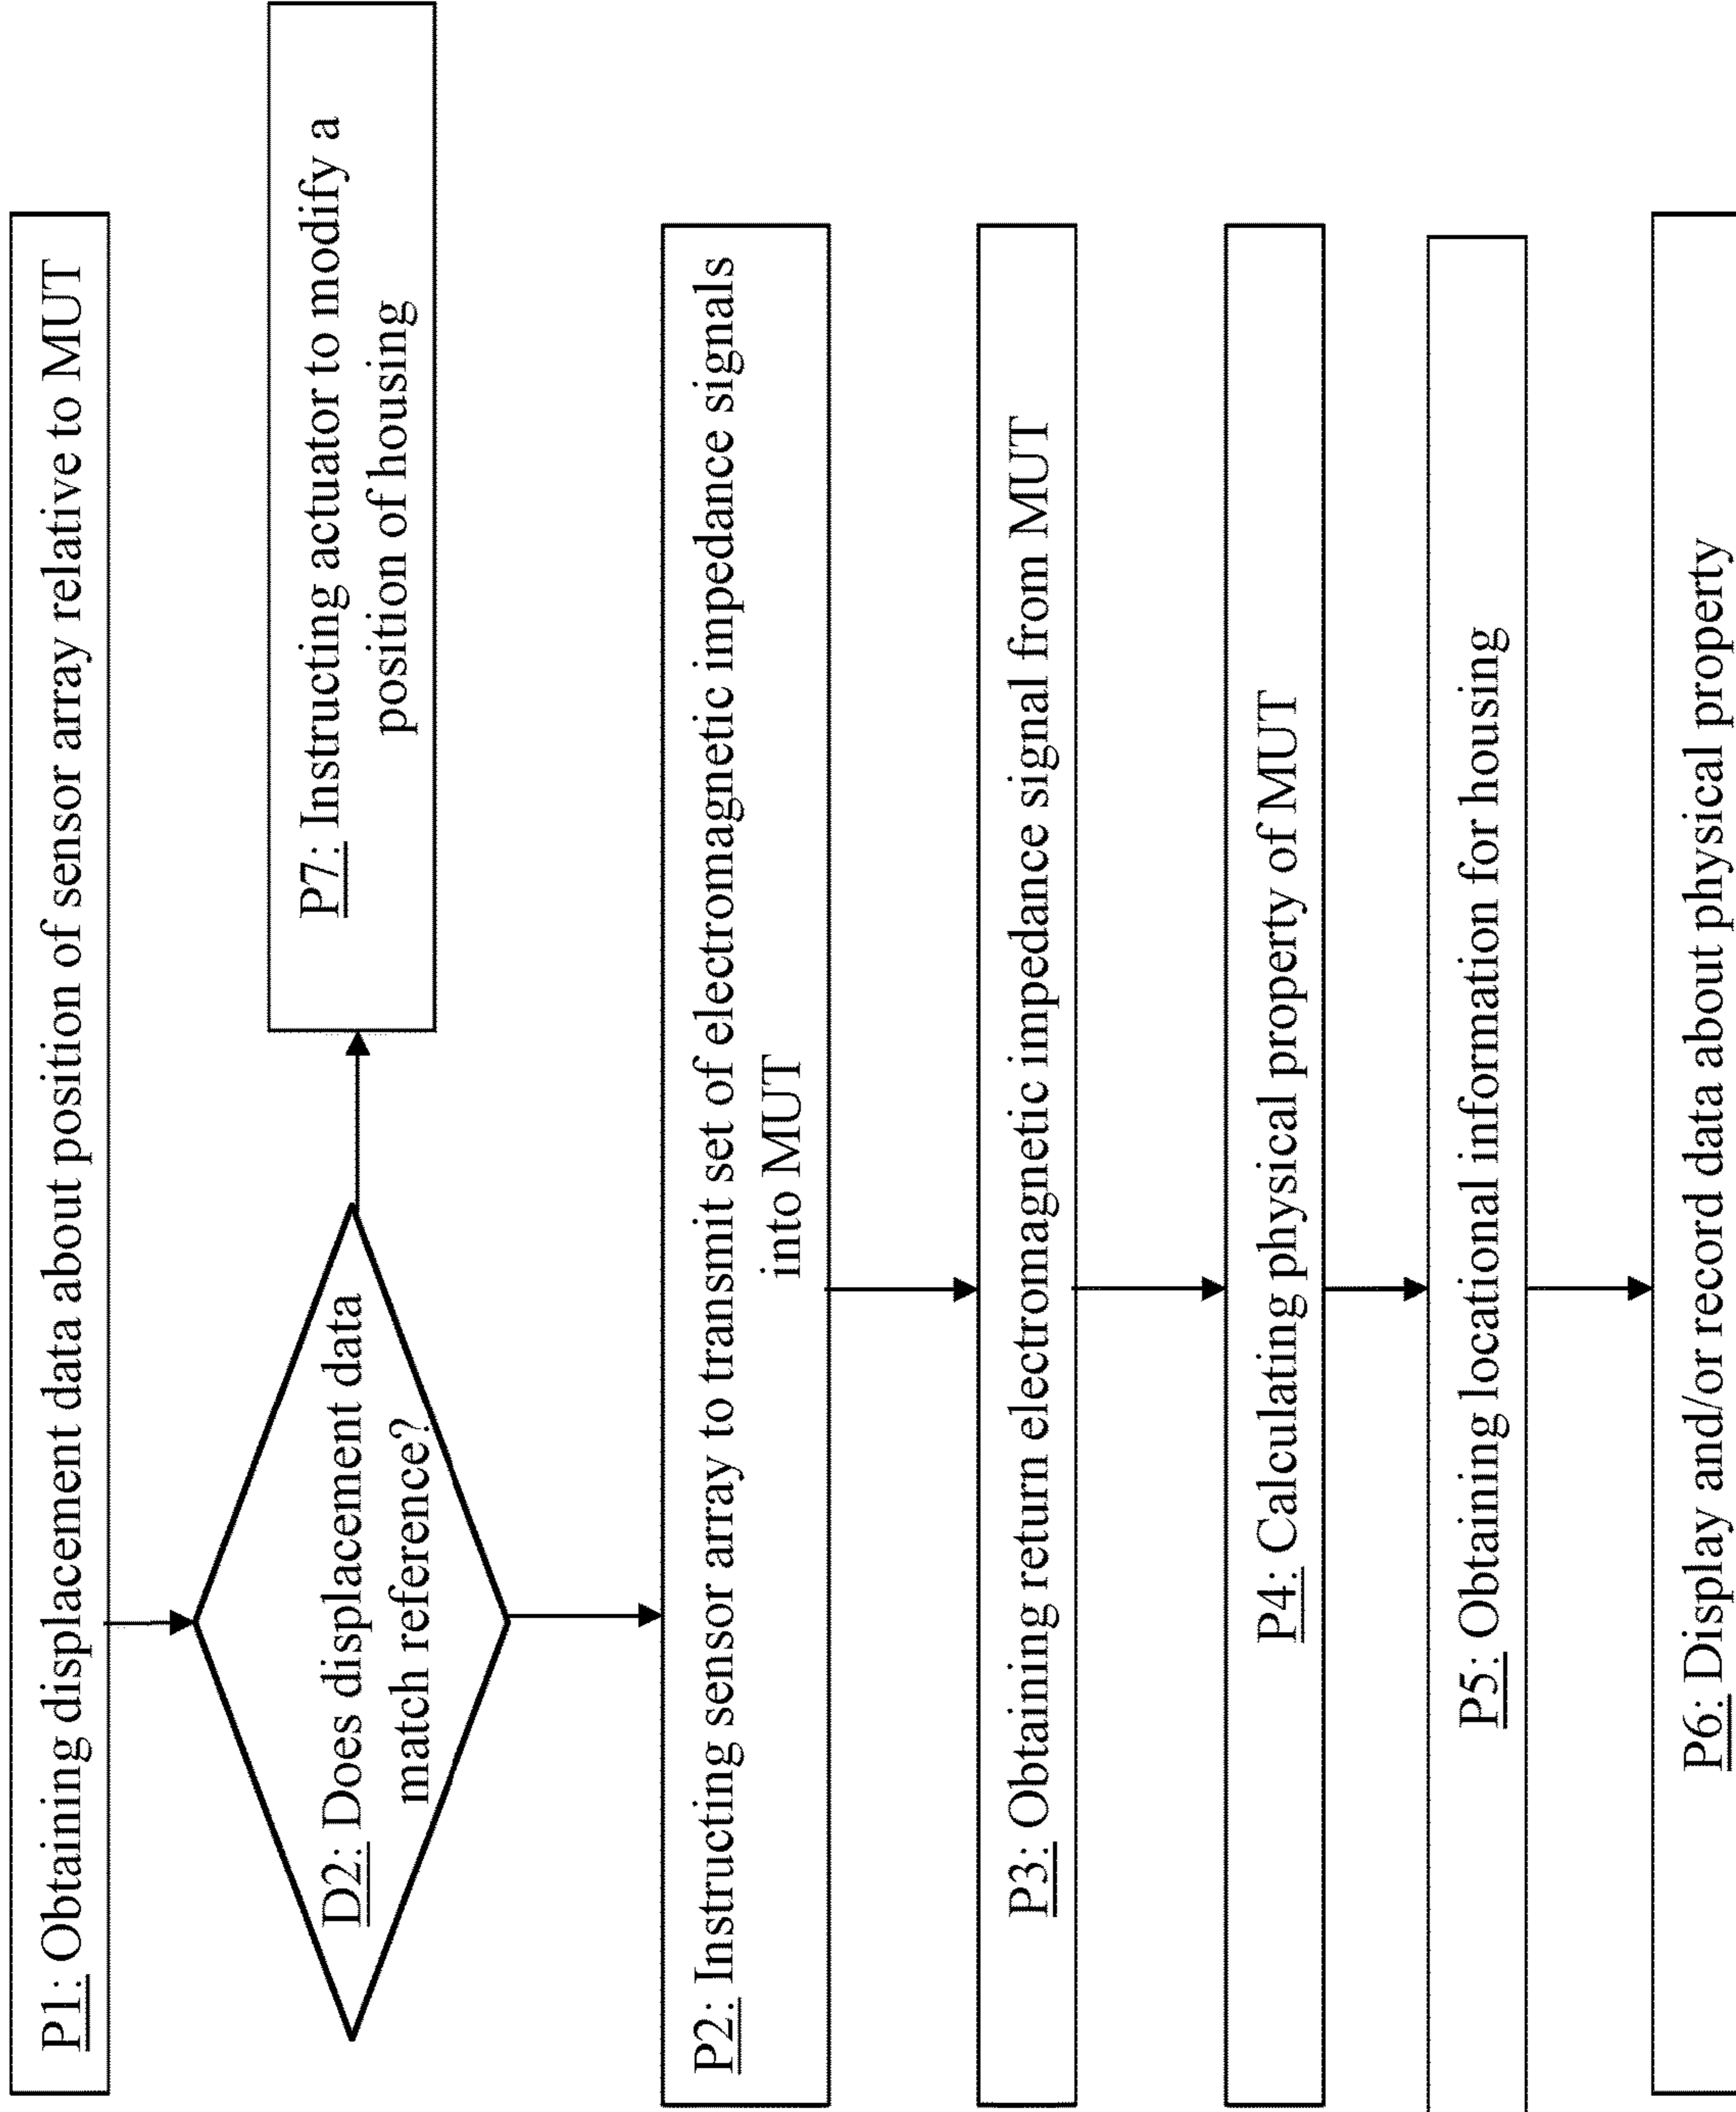 P1: Obtaining displacement data about position of sensor array relative to MUT
D2: Does displacement data
match reference?
P7: Instructing actuator to modify a
position of housing
P2: Instructing sensor array to transmit set of electromagnetic impedance signals
into MUT
P3: Obtaining return electromagnetic impedance signal from MUT
P4: Calculating physical property of MUT
P5: Obtaining locational information for housing
P6: Display and/or record data about physical property